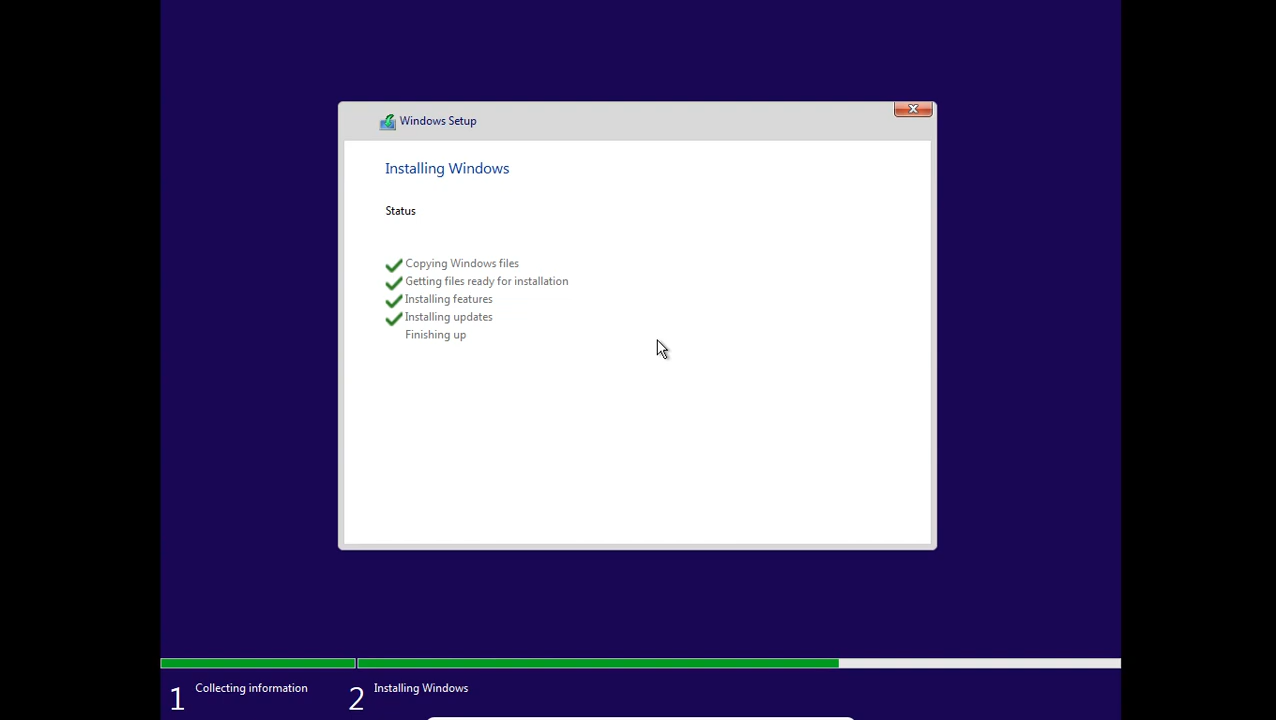 Windows Setup
Installing Windows
Status
Copying Windows files
Getting files ready for installation
Installing features
Installing updates
Finishing up
1 Collecting information
2 Installing Windows